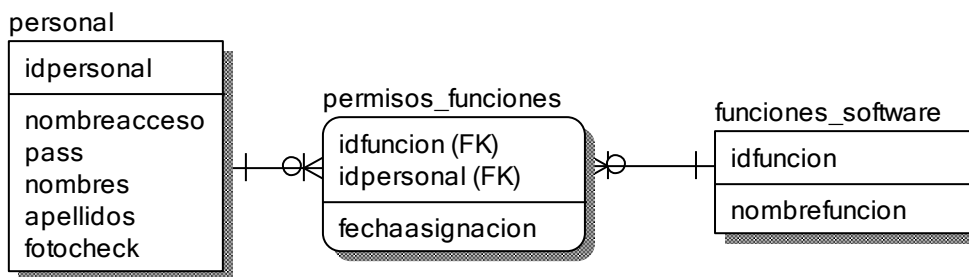 personal
idpersonal
nombreacceso
pass
nombres
apellidos
fotocheck
permisos_funciones
idfuncion (FK)
idpersonal (FK)
fechaasignacion
funciones_software
idfuncion
nombrefuncion